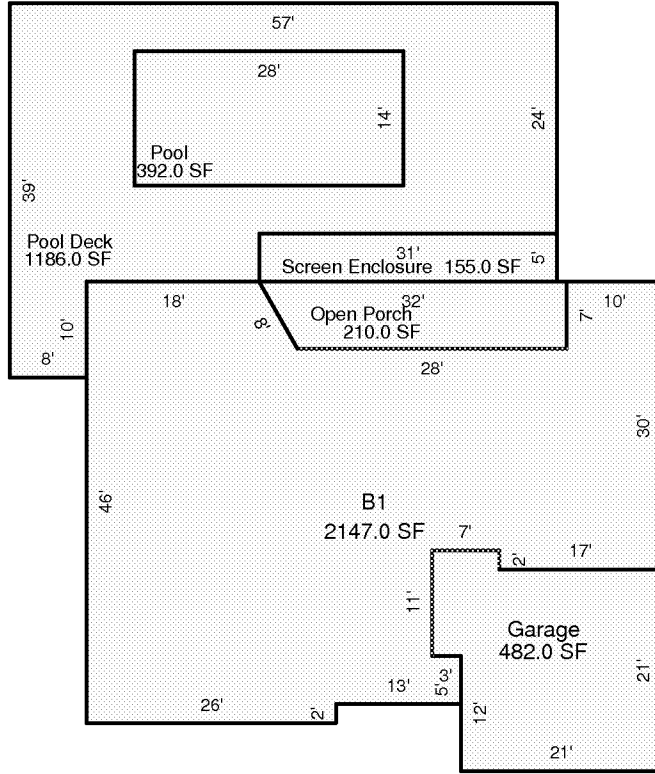 57'
28'
14'
24'
Pool
392.0 SF
39'
Pool Deck
1186.0 SF
31'
5'
Screen Enclosure 155.0 SF
18'
32'
10'
Open Porch
210.0 SF
8'
7'
10'
8'
28'
30'
46'
B1
2147.0 SF
7'
2'
17'
11'
Garage
482.0 SF
21'
3'
5'
13'
26'
2'
12'
21'